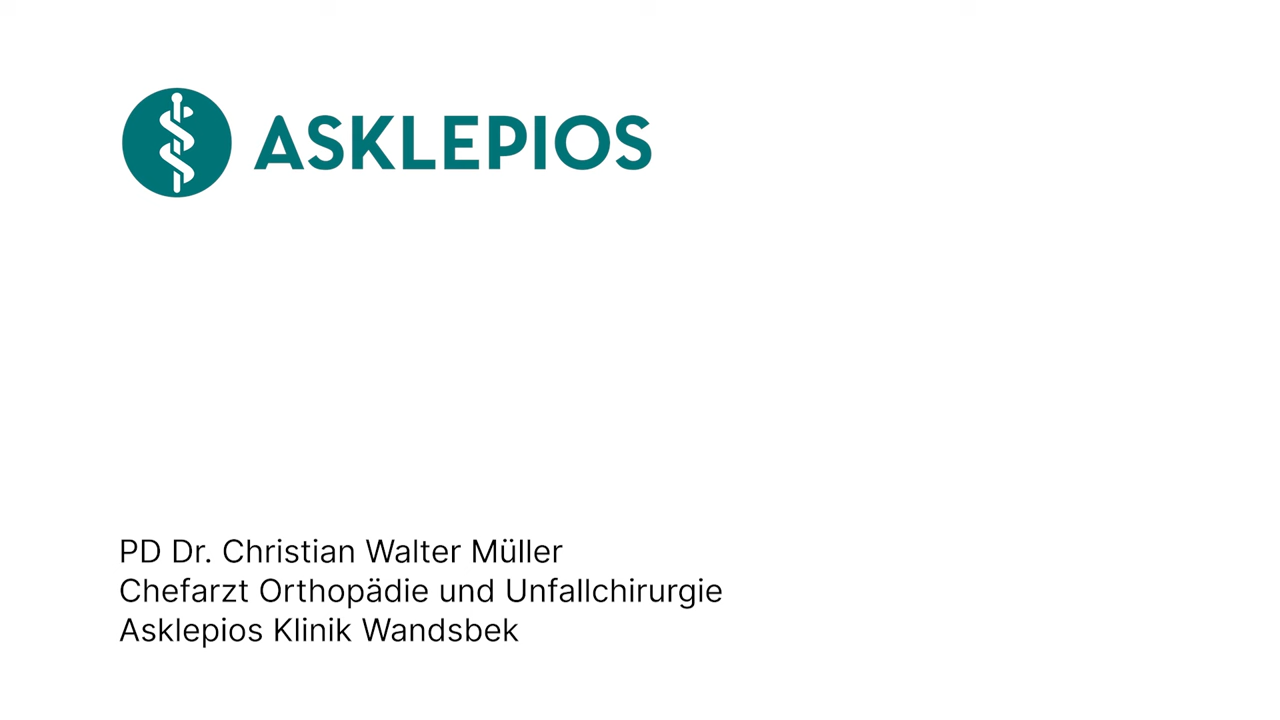 ASKLEPIOS
PD Dr. Christian Walter Müller
Chefarzt Orthopädie und Unfallchirurgie
Asklepios Klinik Wandsbek